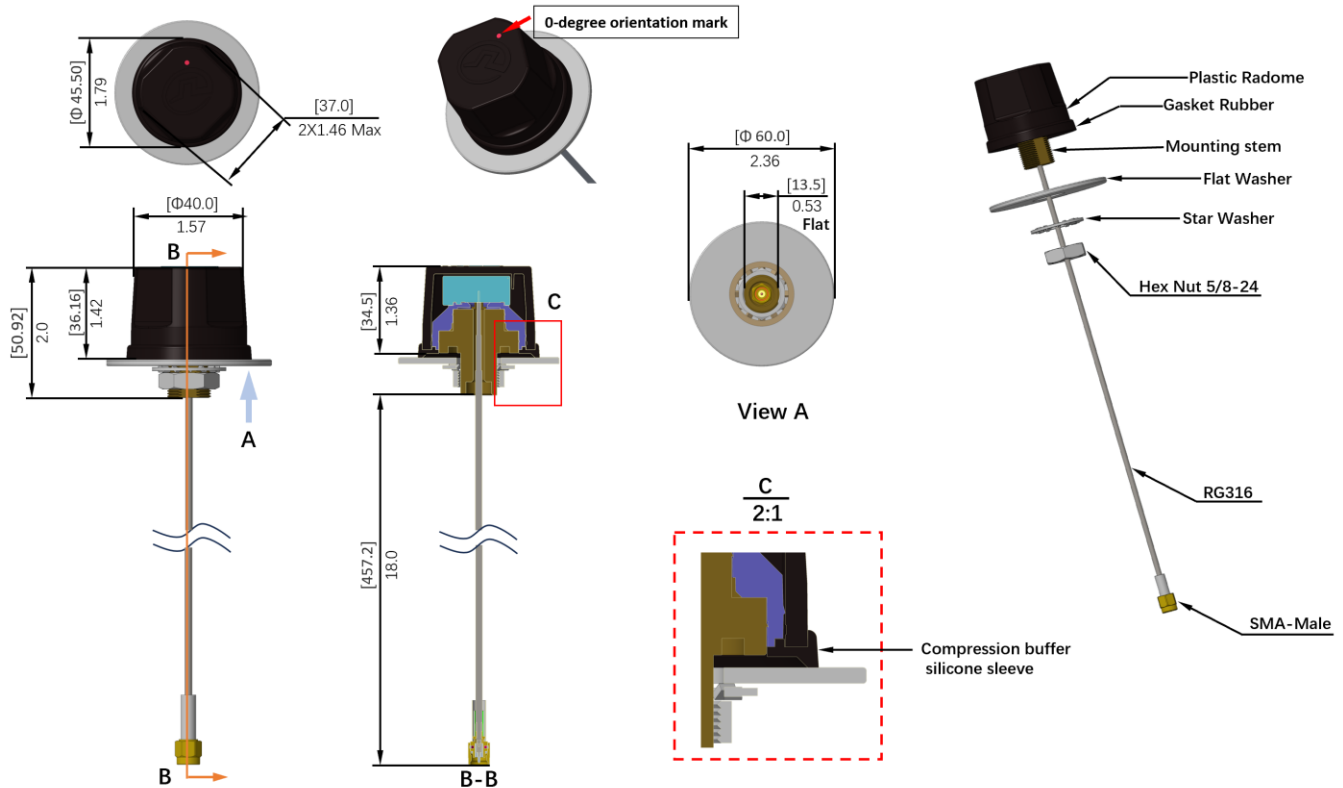 0-degree orientation mark
[Φ 45.50]
1.79
[37.0]
2X1.46 Max
[Φ40.0]
1.57
B
[50.92]
2.0
[36.16]
1.42
A
B
[34.5]
1.36
C
[457.2]
18.0
B-B
[Φ 60.0]
2.36
[13.5]
0.53
Flat
View A
C
2:1
Compression buffer
silicone sleeve
Plastic Radome
Gasket Rubber
Mounting stem
Flat Washer
Star Washer
Hex Nut 5/8-24
RG316
SMA-Male